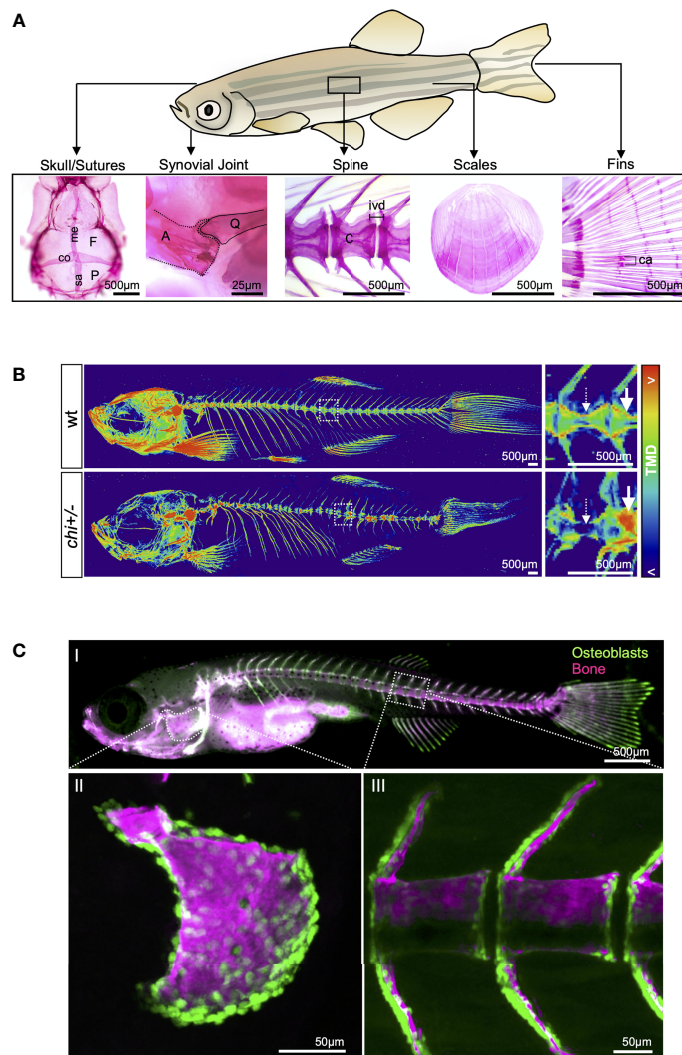 A
Skull/Sutures
Synovial Joint
Spine
Scales
Fins
me
F
co
P
sa
500µm
A
Q
25µm
ivd
C
500µm
500µm
ca
500µm
B
wt
500µm
500µm
>
TMD
<
chi+/-
500µm
500µm
C
I
Osteoblasts
Bone
500µm
II
50µm
III
50µm